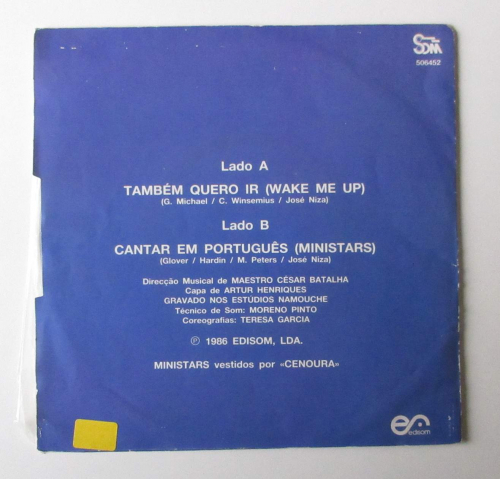 SDM
506452
Lado A
TAMBÉM QUERO IR (WAKE ME UP)
(G. Michael / C. Winsemius / José Niza)
Lado B
CANTAR EM PORTUGUÊS (MINISTARS)
(Glover / Hardin / M. Peters / José Niza)
Direcção Musical de MAESTRO CÉSAR BATALHA
Capa de ARTUR HENRIQUES
GRAVADO NOS ESTÚDIOS NAMOUCHE
Técnico de Som: MORENO PINTO
Coreografias: TERESA GARCIA
℗ 1986 EDISOM, LDA.
MINISTARS vestidos por «CENOURA»
edisom